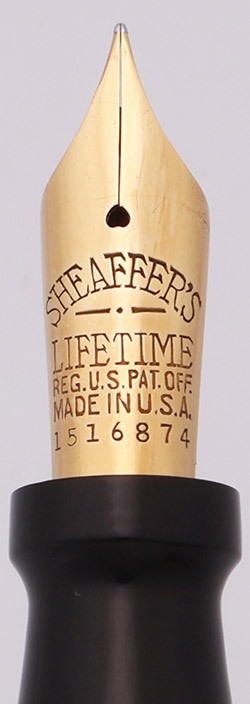 SHEAFFER'S
LIFETIME
REG. U.S. PAT. OFF.
MADE IN U.S.A.
1516874